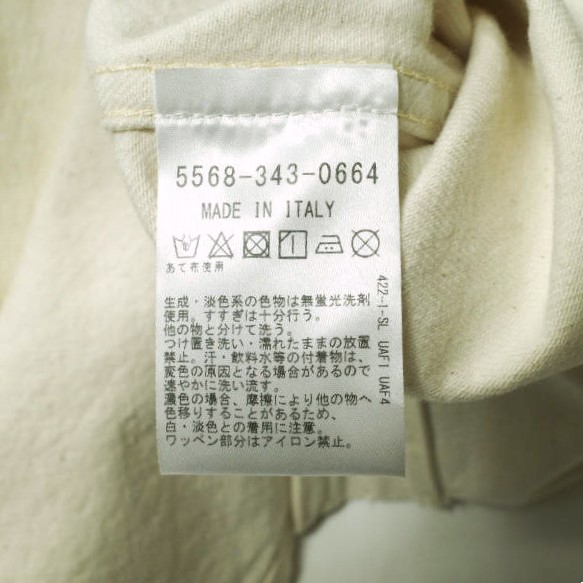 5568-343-0664
MADE IN ITALY
あて布使用
生成・淡色系の色物は無蛍光洗剤
使用。すすぎは十分行う。
他の物と分けて洗う。
つけ置き洗い・濡れたままの放置
禁止。汗・飲料水等の付着物は、
変色の原因となる場合があるので
速やかに洗い流す。
濃色の場合、摩擦により他の物へ
色移りすることがあるため、
白・淡色との着用に注意。
ワッペン部分はアイロン禁止。
422-1-SL UAF1 UAF4